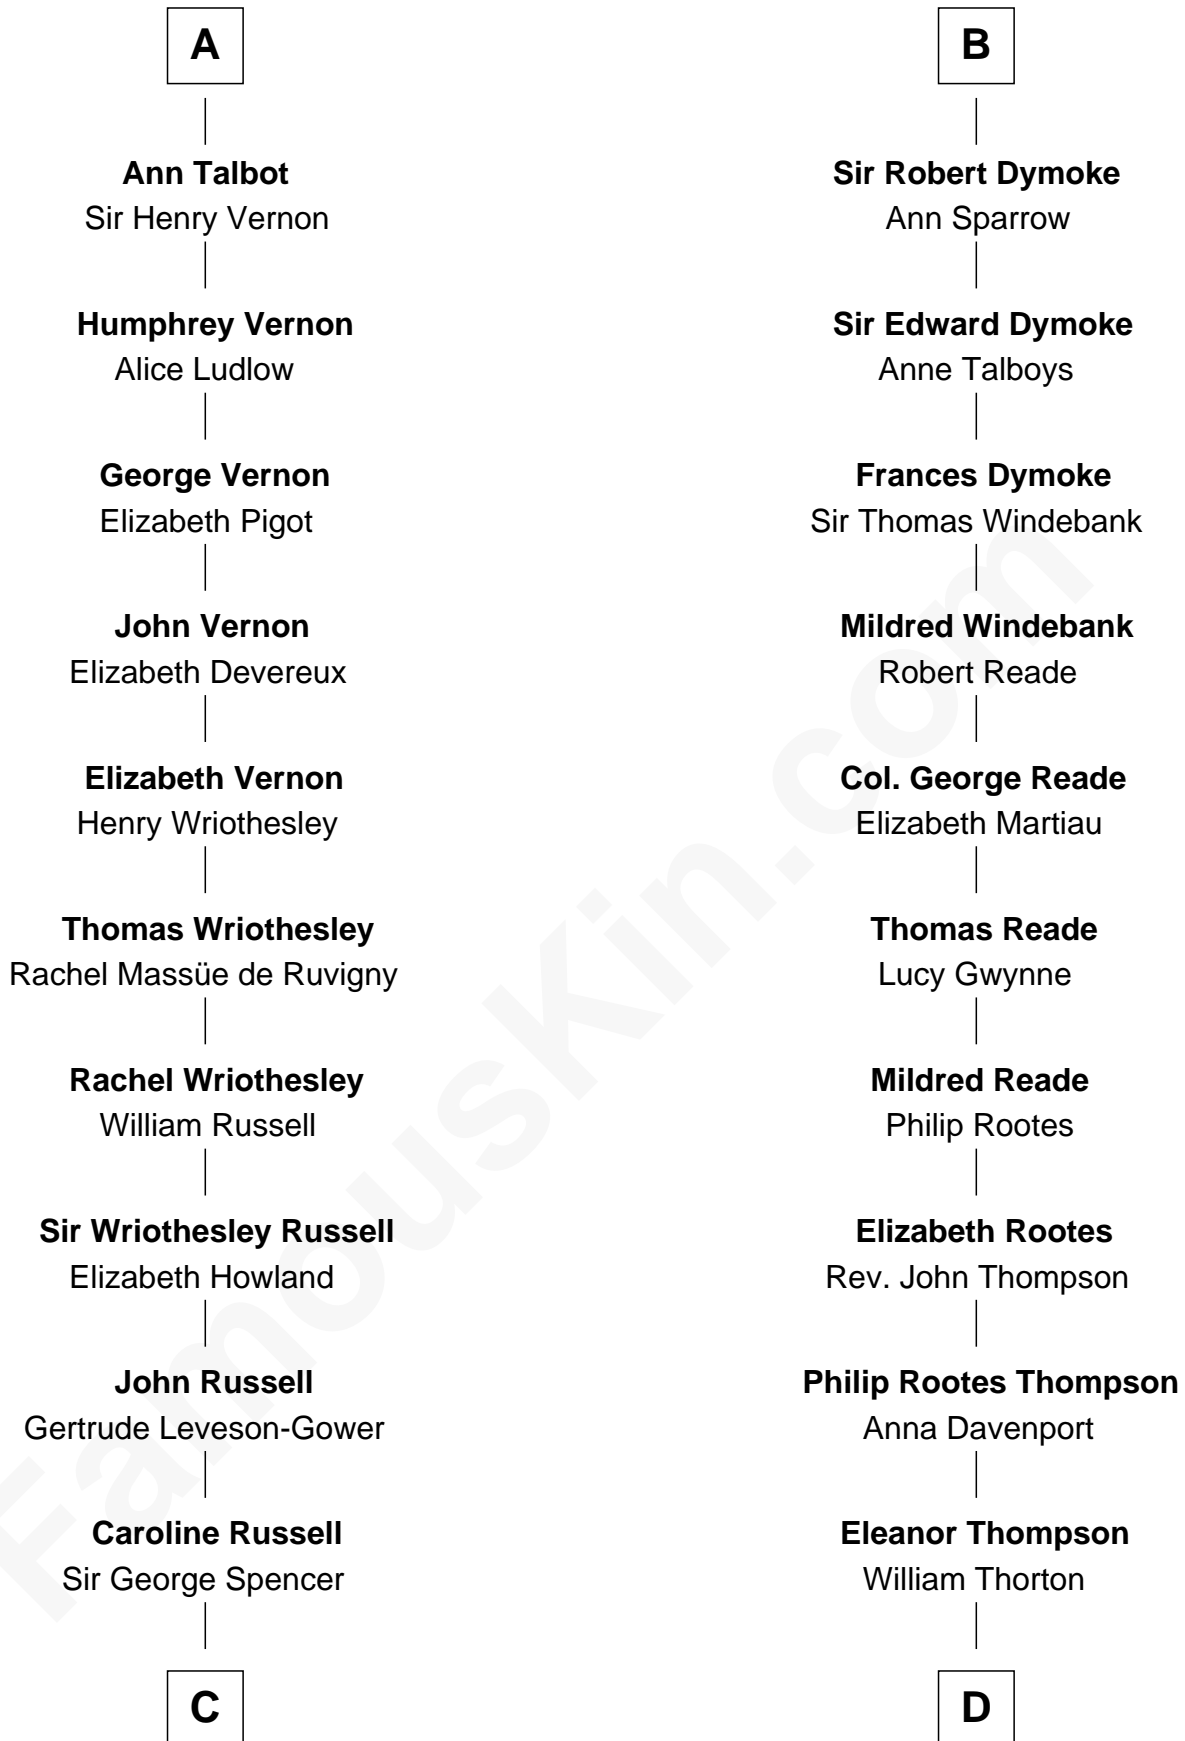 A
Ann Talbot
Sir Henry Vernon
Humphrey Vernon
Alice Ludlow
George Vernon
Elizabeth Pigot
John Vernon
Elizabeth Devereux
Elizabeth Vernon
Henry Wriothesley
Thomas Wriothesley
Rachel Massüe de Ruvigny
Rachel Wriothesley
William Russell
Sir Wriothesley Russell
Elizabeth Howland
John Russell
Gertrude Leveson-Gower
Caroline Russell
Sir George Spencer
C
B
Sir Robert Dymoke
Ann Sparrow
Sir Edward Dymoke
Anne Talboys
Frances Dymoke
Sir Thomas Windebank
Mildred Windebank
Robert Reade
Col. George Reade
Elizabeth Martiau
Thomas Reade
Lucy Gwynne
Mildred Reade
Philip Rootes
Elizabeth Rootes
Rev. John Thompson
Philip Rootes Thompson
Anna Davenport
Eleanor Thompson
William Thorton
D
FamousKin.com